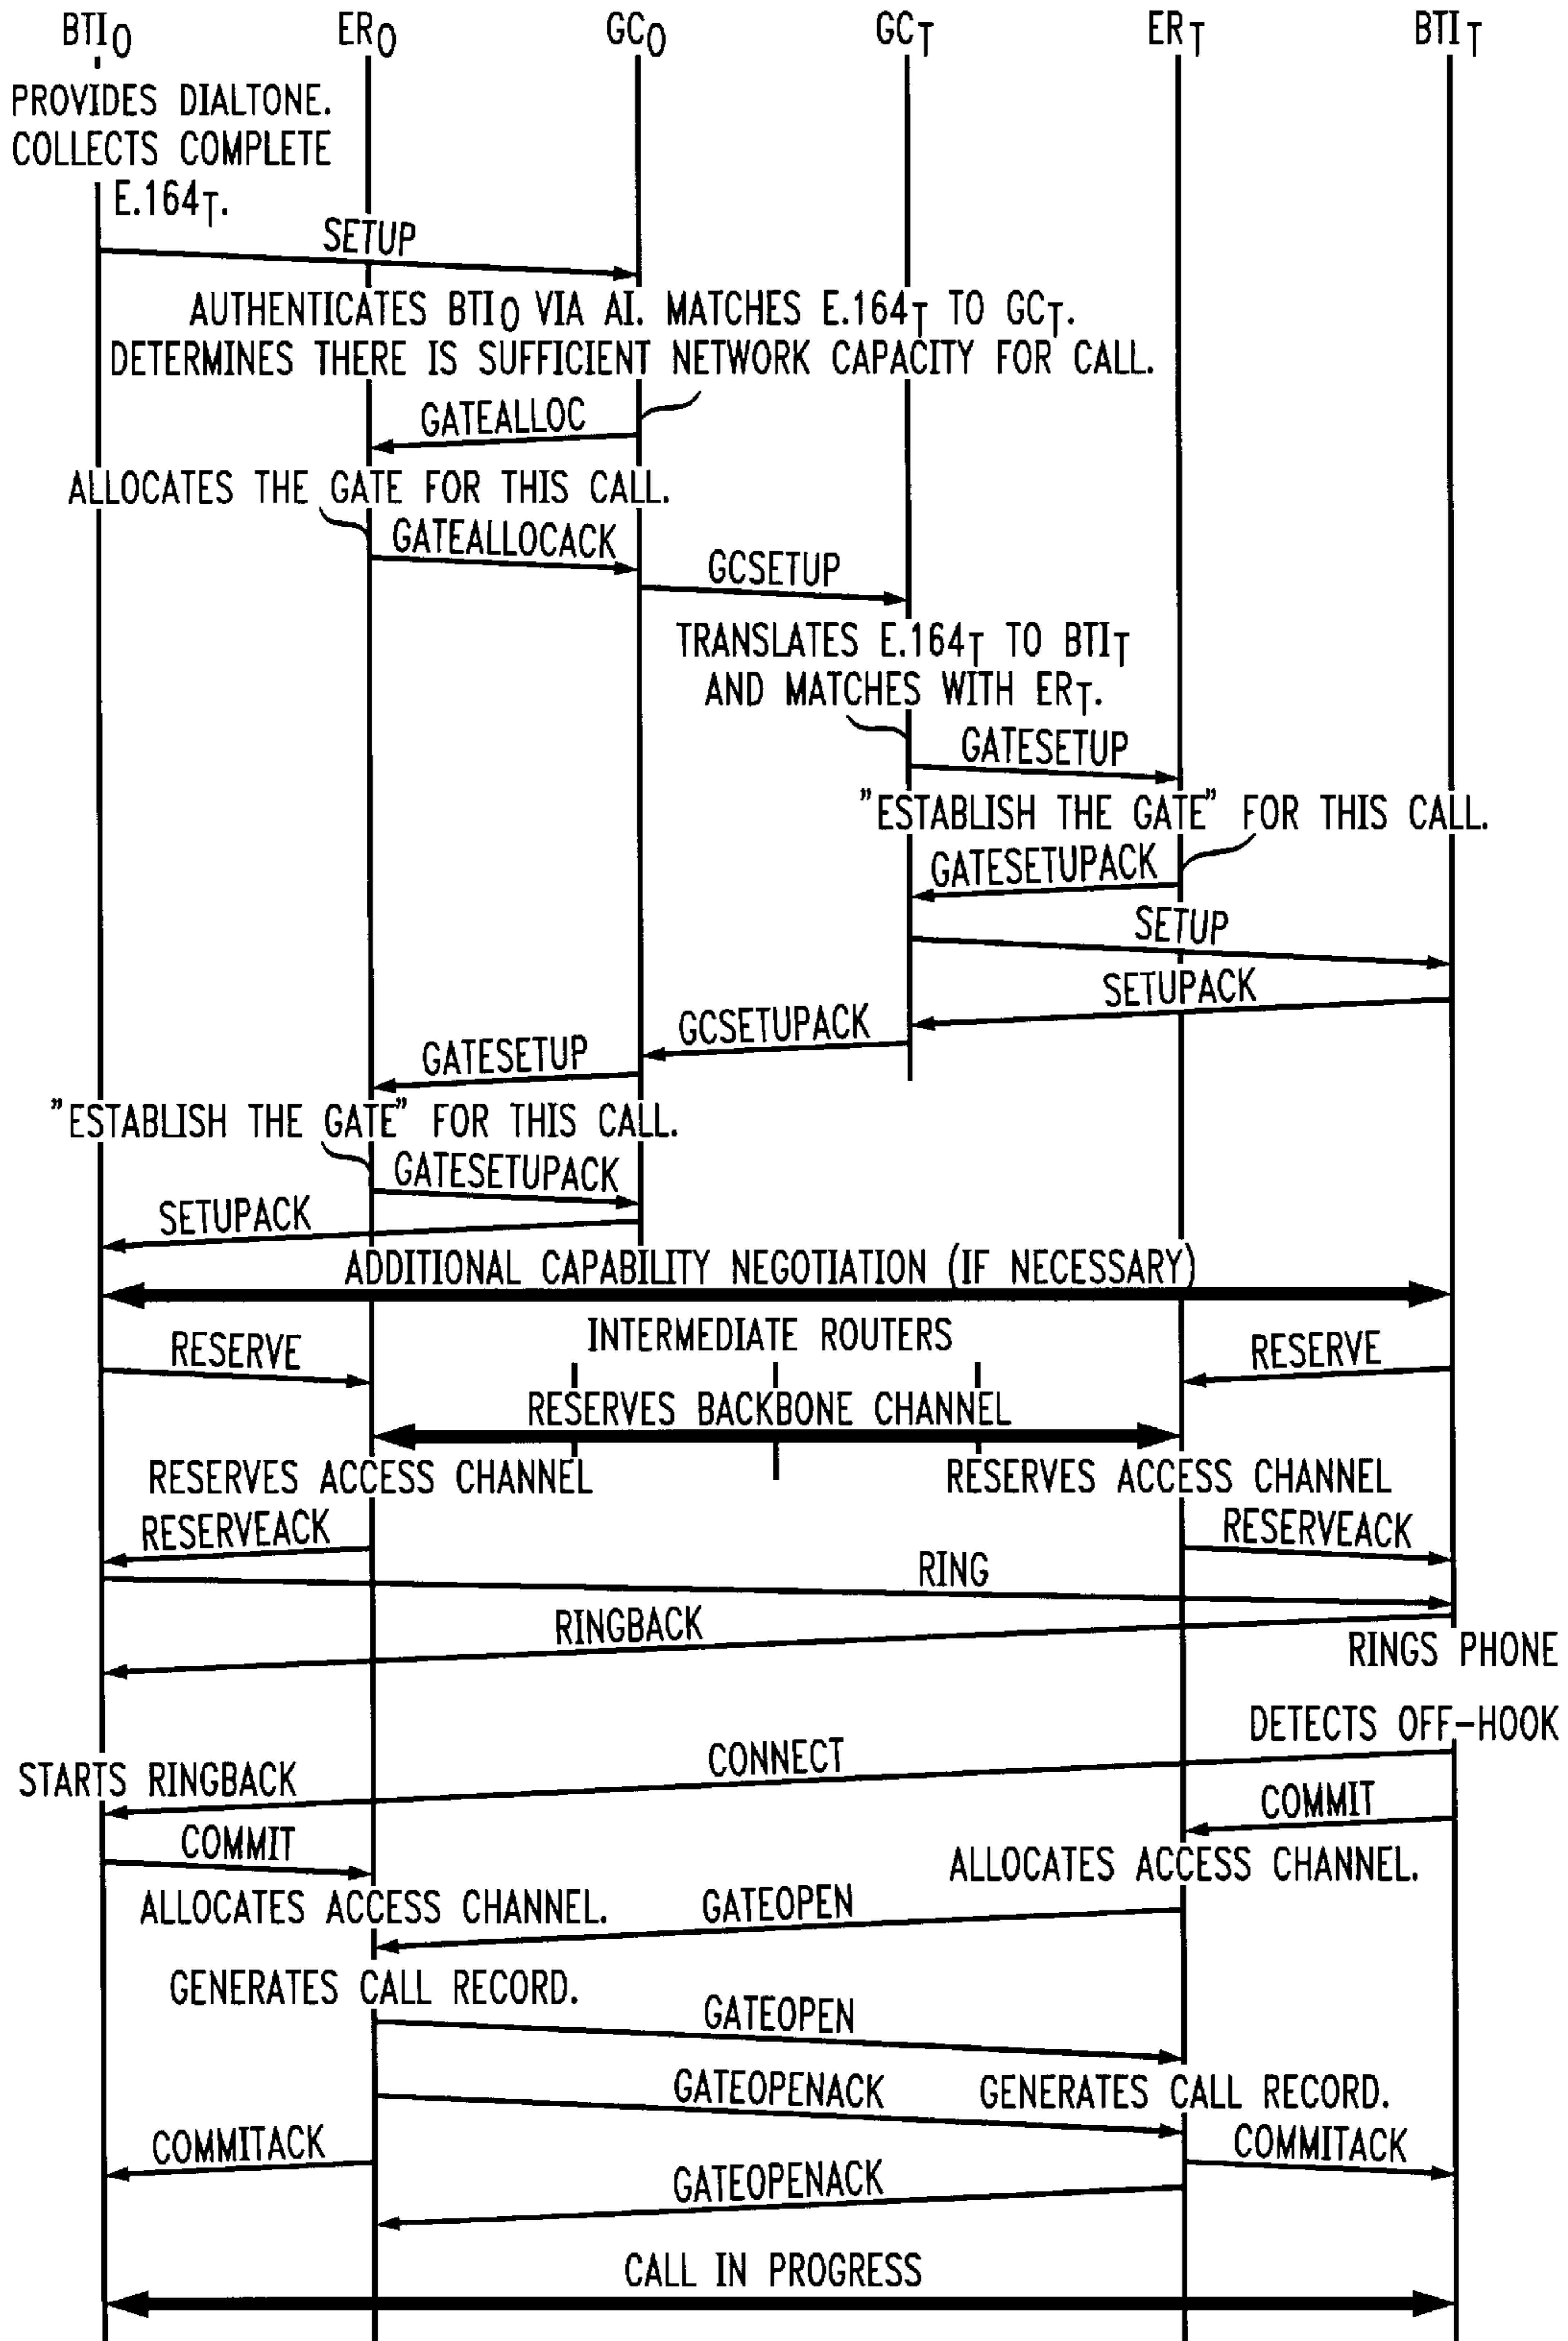 BTIO ERO GCO GCT ERT BTIT
PROVIDES DIALTONE.
COLLECTS COMPLETE
E.164T.
SETUP
AUTHENTICATES BTIO VIA AI. MATCHES E.164T TO GCT.
DETERMINES THERE IS SUFFICIENT NETWORK CAPACITY FOR CALL.
GATEALLOC
ALLOCATES THE GATE FOR THIS CALL.
GATEALLOCACK
GCSETUP
TRANSLATES E.164T TO BTIT
AND MATCHES WITH ERT.
GATESETUP
"ESTABLISH THE GATE" FOR THIS CALL.
GATESETUPACK
SETUP
SETUPACK
GCSETUPACK
GATESETUP
"ESTABLISH THE GATE" FOR THIS CALL.
GATESETUPACK
SETUPACK
ADDITIONAL CAPABILITY NEGOTIATION (IF NECESSARY)
INTERMEDIATE ROUTERS
RESERVE
RESERVE
RESERVES BACKBONE CHANNEL
RESERVES ACCESS CHANNEL
RESERVES ACCESS CHANNEL
RESERVEACK
RESERVEACK
RING
RINGBACK
RINGS PHONE
DETECTS OFF-HOOK
CONNECT
STARTS RINGBACK
COMMIT
COMMIT
ALLOCATES ACCESS CHANNEL.
ALLOCATES ACCESS CHANNEL.
GATEOPEN
GENERATES CALL RECORD.
GATEOPEN
GATEOPENACK
GENERATES CALL RECORD.
COMMITACK
COMMITACK
GATEOPENACK
CALL IN PROGRESS